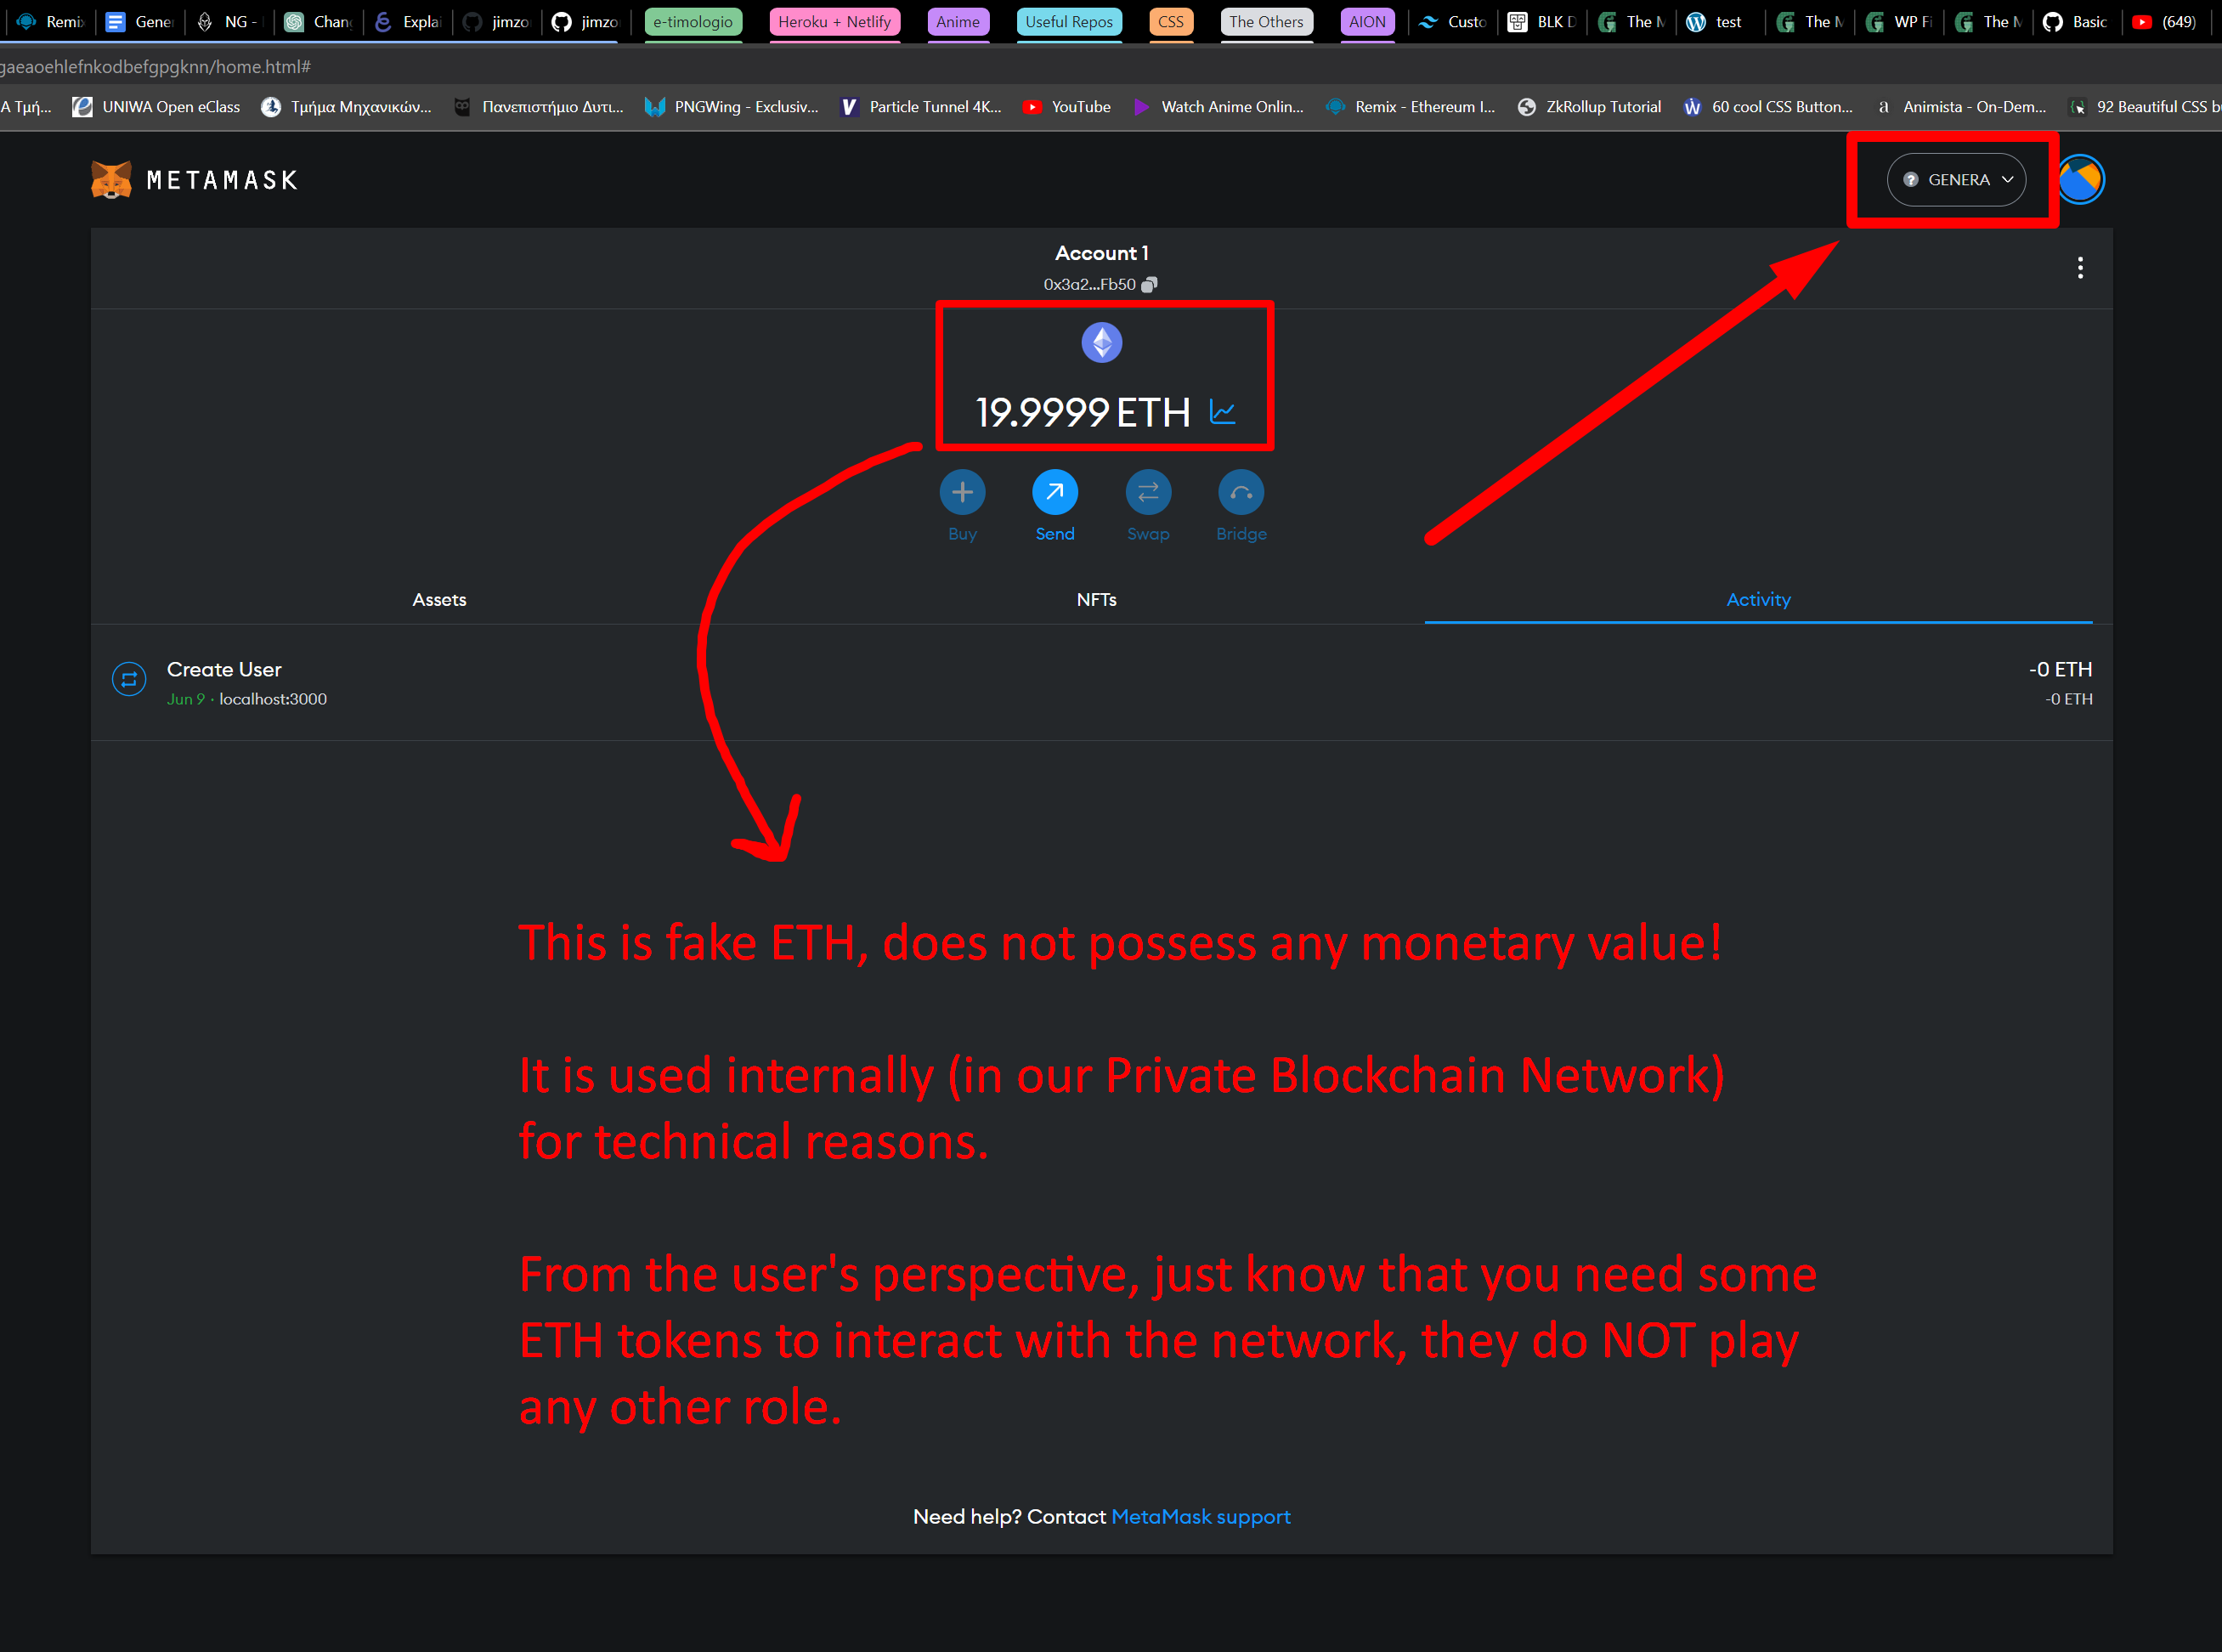 Remix
Gene
NG -
Chang
Explai
jimzo
jimzo
e-timologio
Heroku + Netlify
Anime
Useful Repos
CSS
The Others
AION
Custo
BLK D
The M
test
The M
WP Fi
The M
Basic
(649)
gaeaoehlefnkodbefgpgknn/home.html#
Α Τμή...
UNIWA Open eClass
Τμήμα Μηχανικών...
Πανεπιστήμιο Δυτι...
PNGWing - Exclusiv...
Particle Tunnel 4K...
YouTube
Watch Anime Onlin...
Remix - Ethereum I...
ZkRollup Tutorial
60 cool CSS Button...
Animista - On-Dem...
92 Beautiful CSS b
METAMASK
GENERA
Account 1
0x3a2...Fb50
19.9999 ETH
Buy
Send
Swap
Bridge
Assets
NFTs
Activity
Create User
-0 ETH
Jun 9 · localhost:3000
-0 ETH
This is fake ETH, does not possess any monetary value!
It is used internally (in our Private Blockchain Network)
for technical reasons.
From the user's perspective, just know that you need some
ETH tokens to interact with the network, they do NOT play
any other role.
Need help? Contact MetaMask support